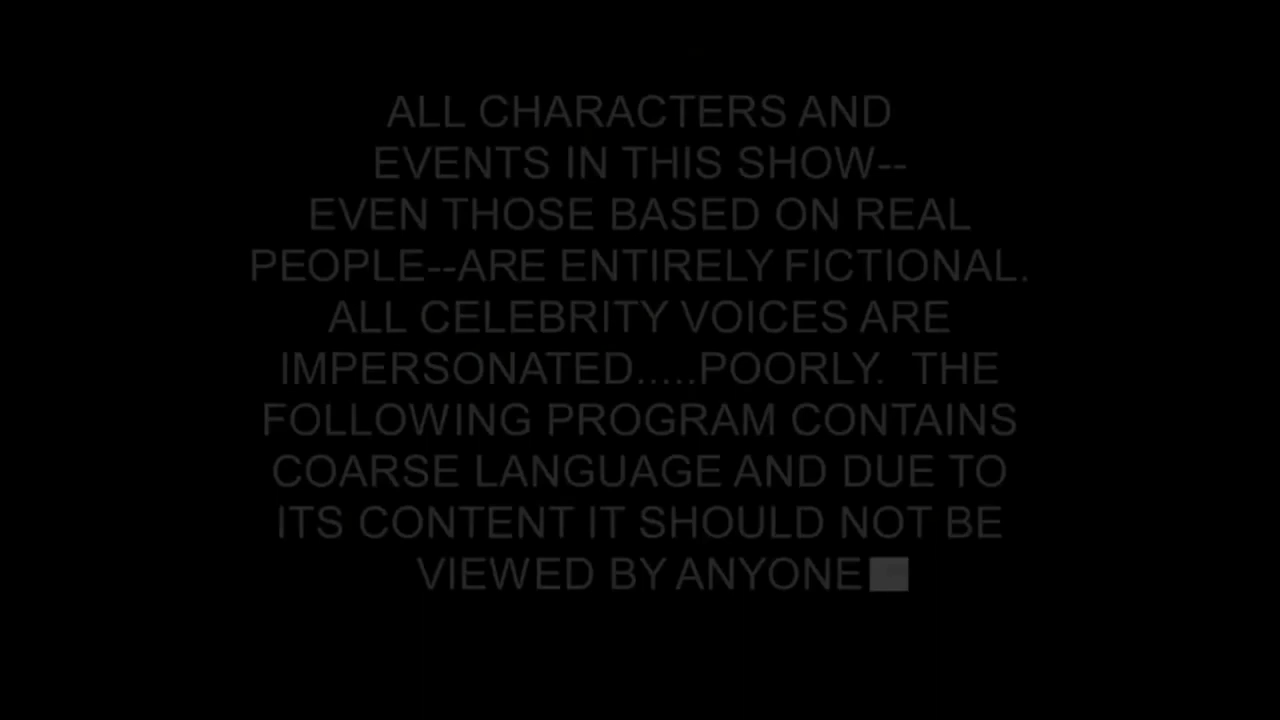 ALL CHARACTERS AND
EVENTS IN THIS SHOW--
EVEN THOSE BASED ON REAL
PEOPLE--ARE ENTIRELY FICTIONAL.
ALL CELEBRITY VOICES ARE
IMPERSONATED.....POORLY. THE
FOLLOWING PROGRAM CONTAINS
COARSE LANGUAGE AND DUE TO
ITS CONTENT IT SHOULD NOT BE
VIEWED BY ANYONE